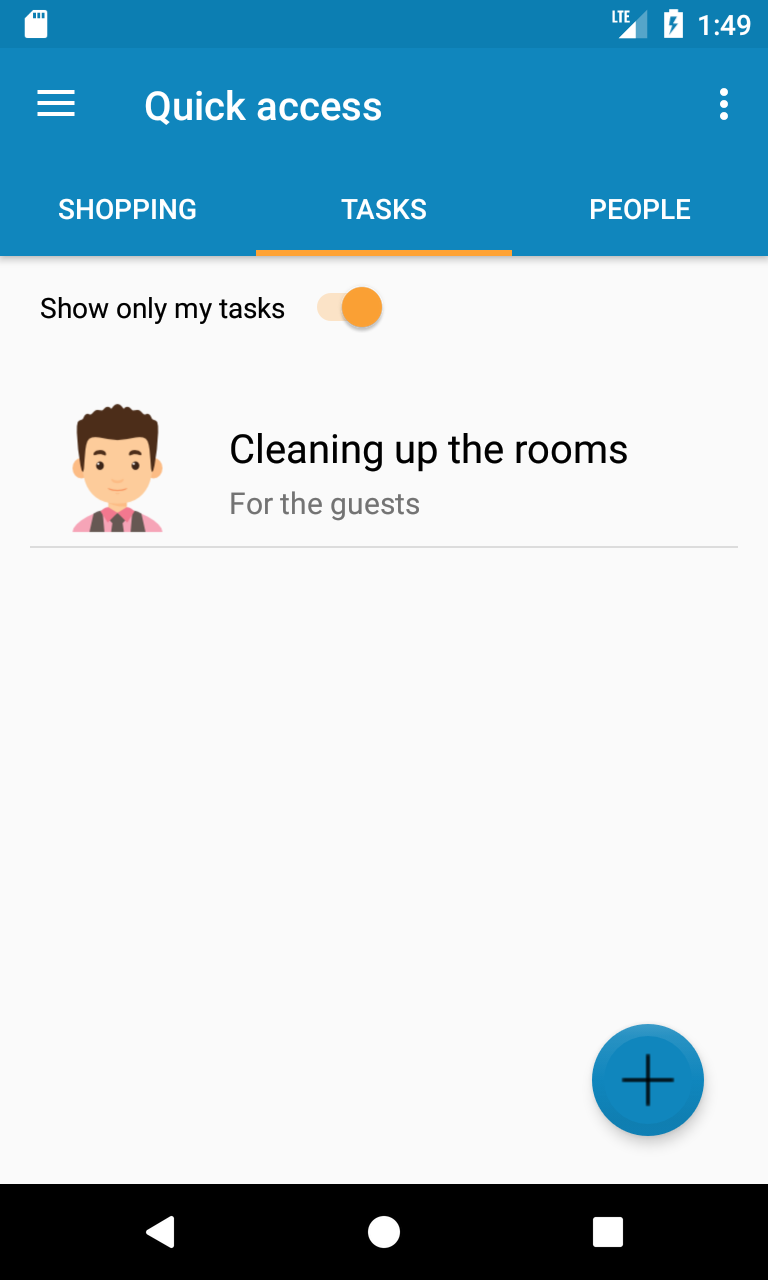 LTE 1:49
Quick access
SHOPPING TASKS PEOPLE
Show only my tasks
Cleaning up the rooms
For the guests